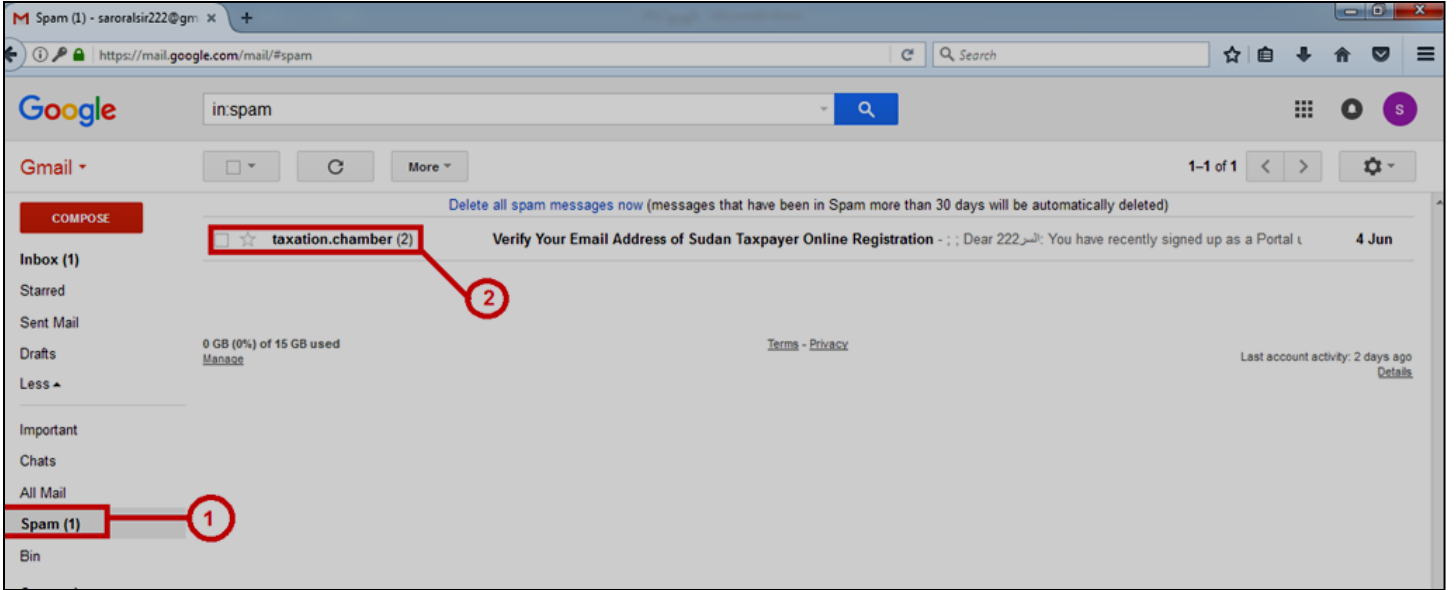 Spam (1) - saroralsir222@gm
https://mail.google.com/mail/#spam
Search
Google
in:spam
S
Gmail
More
1–1 of 1
COMPOSE
Delete all spam messages now (messages that have been in Spam more than 30 days will be automatically deleted)
taxation.chamber (2) Verify Your Email Address of Sudan Taxpayer Online Registration - ; ; Dear 222السر: You have recently signed up as a Portal u 4 Jun
Inbox (1)
Starred
2
Sent Mail
Drafts
0 GB (0%) of 15 GB used
Manage
Terms - Privacy
Last account activity: 2 days ago
Details
Less
Important
Chats
All Mail
Spam (1)
1
Bin